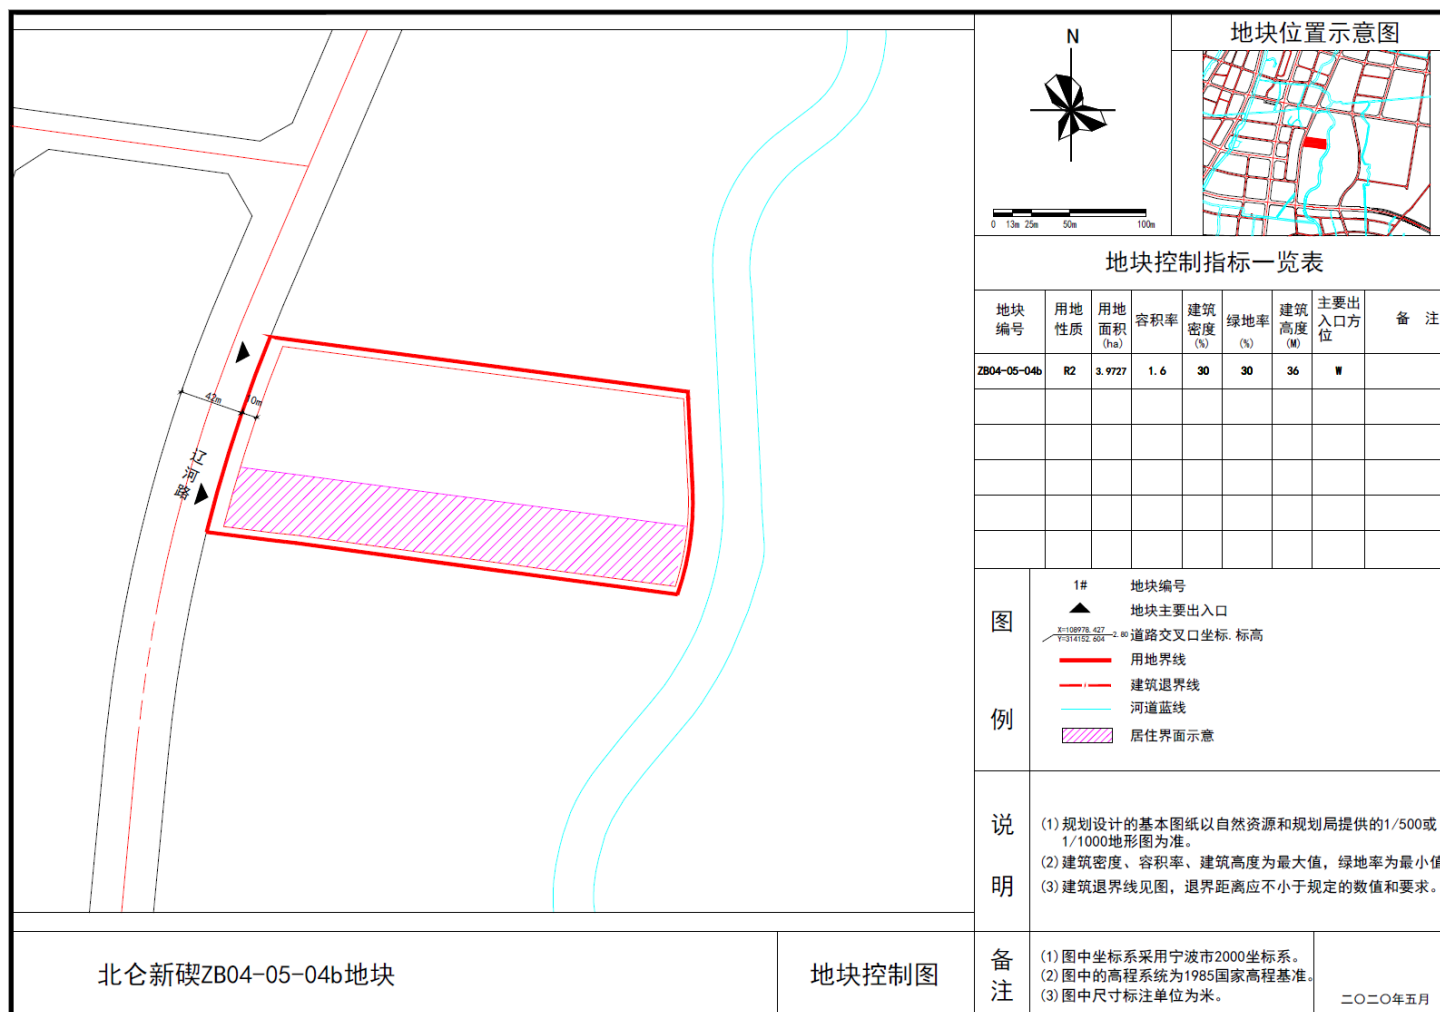 N
地块位置示意图
0 13m 25m 50m 100m
地块控制指标一览表
地块编号 用地性质 用地面积(ha) 容积率 建筑密度(%) 绿地率(%) 建筑高度(M) 主要出入口方位 备 注
ZB04-05-04b R2 3.9727 1.6 30 30 36 W
42m 10m
辽河路
图例
1# 地块编号
地块主要出入口
X=108978.427
Y=314152.604
2.80 道路交叉口坐标.标高
用地界线
建筑退界线
河道蓝线
居住界面示意
说明
(1)规划设计的基本图纸以自然资源和规划局提供的1/500或
1/1000地形图为准。
(2)建筑密度、容积率、建筑高度为最大值，绿地率为最小值
(3)建筑退界线见图，退界距离应不小于规定的数值和要求。
北仑新碶ZB04-05-04b地块
地块控制图
备注
(1)图中坐标系采用宁波市2000坐标系。
(2)图中的高程系统为1985国家高程基准。
(3)图中尺寸标注单位为米。
二〇二〇年五月